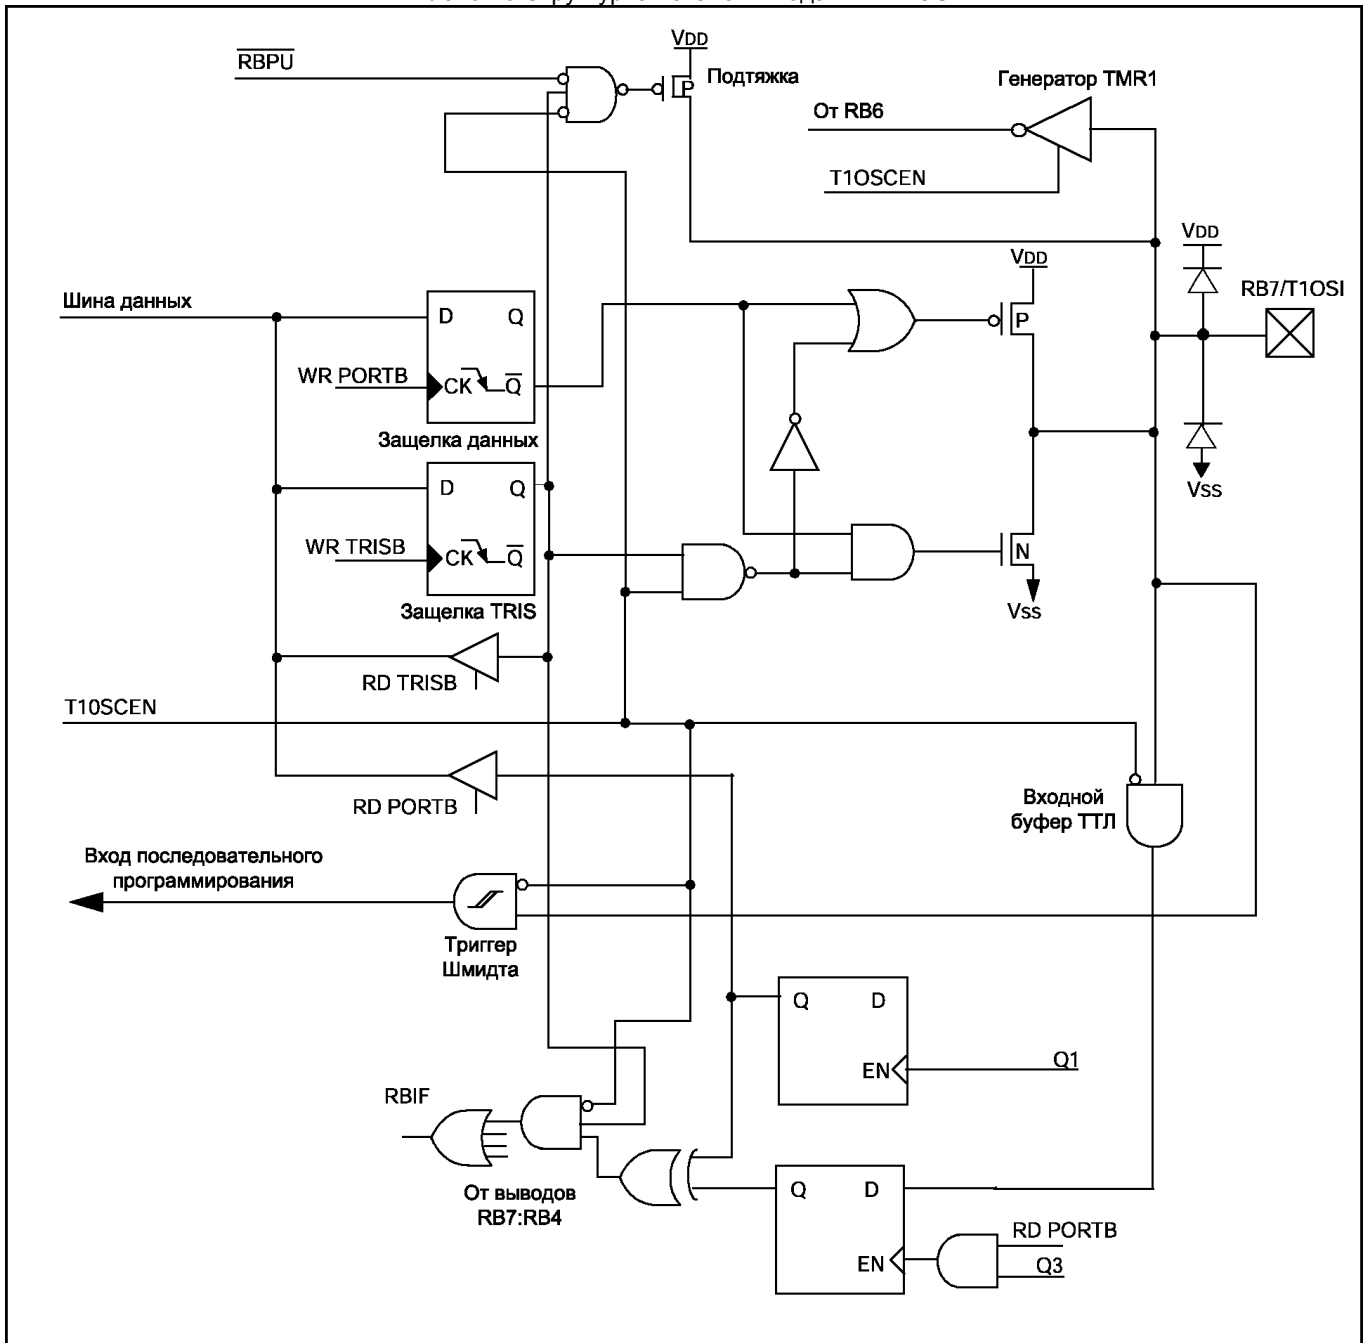 VDD
RBPU
Подтяжка
P
Генератор TMR1
От RB6
T1OSCEN
VDD
VDD
RB7/T1OSI
Шина данных
D Q
P
WR PORTB
CK Q
Защелка данных
D Q
Vss
WR TRISB
CK Q
N
Защелка TRIS
Vss
RD TRISB
T10SCEN
RD PORTB
Входной
буфер ТТЛ
Вход последовательного
программирования
Триггер
Шмидта
Q D
EN
Q1
RBIF
Q D
От выводов
RB7:RB4
RD PORTB
EN
Q3